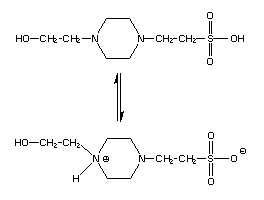 O
HO—CH₂—CH₂—N N—CH₂—CH₂—S—OH
O
HO—CH₂—CH₂ O ⊖
N⊕ N—CH₂—CH₂—S—O
H O